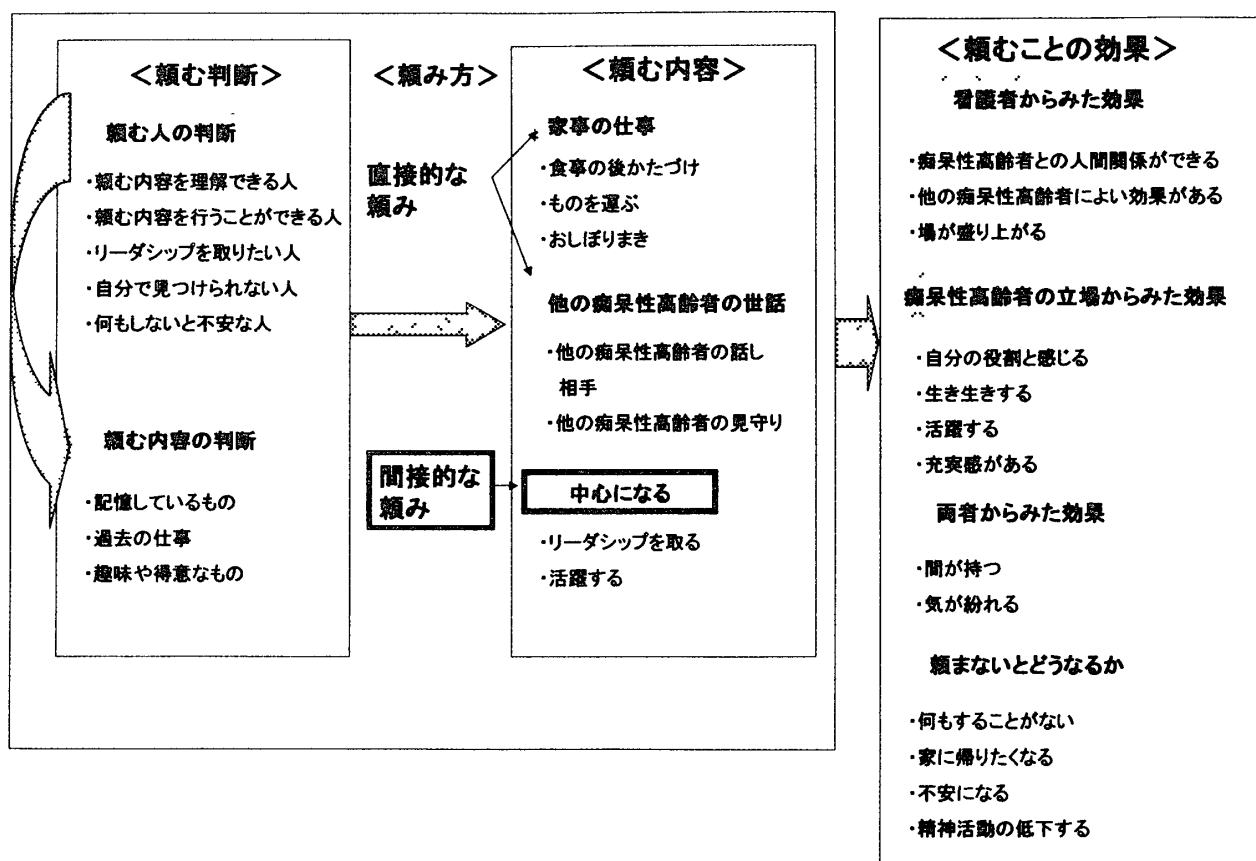 ＜頼む判断＞
頼む人の判断
・頼む内容を理解できる人
・頼む内容を行うことができる人
・リーダシップを取りたい人
・自分で見つけられない人
・何もしないと不安な人
頼む内容の判断
・記憶しているもの
・過去の仕事
・趣味や得意なもの
＜頼み方＞
直接的な
頼み
間接的な
頼み
＜頼む内容＞
家事の仕事
・食事の後かたづけ
・ものを運ぶ
・おしぼりまき
他の痴呆性高齢者の世話
・他の痴呆性高齢者の話し
相手
・他の痴呆性高齢者の見守り
中心になる
・リーダシップを取る
・活躍する
＜頼むことの効果＞
看護者からみた効果
・痴呆性高齢者との人間関係ができる
・他の痴呆性高齢者によい効果がある
・場が盛り上がる
痴呆性高齢者の立場からみた効果
・自分の役割と感じる
・生き生きする
・活躍する
・充実感がある
両者からみた効果
・間が持つ
・気が紛れる
頼まないとどうなるか
・何もすることがない
・家に帰りたくなる
・不安になる
・精神活動の低下する